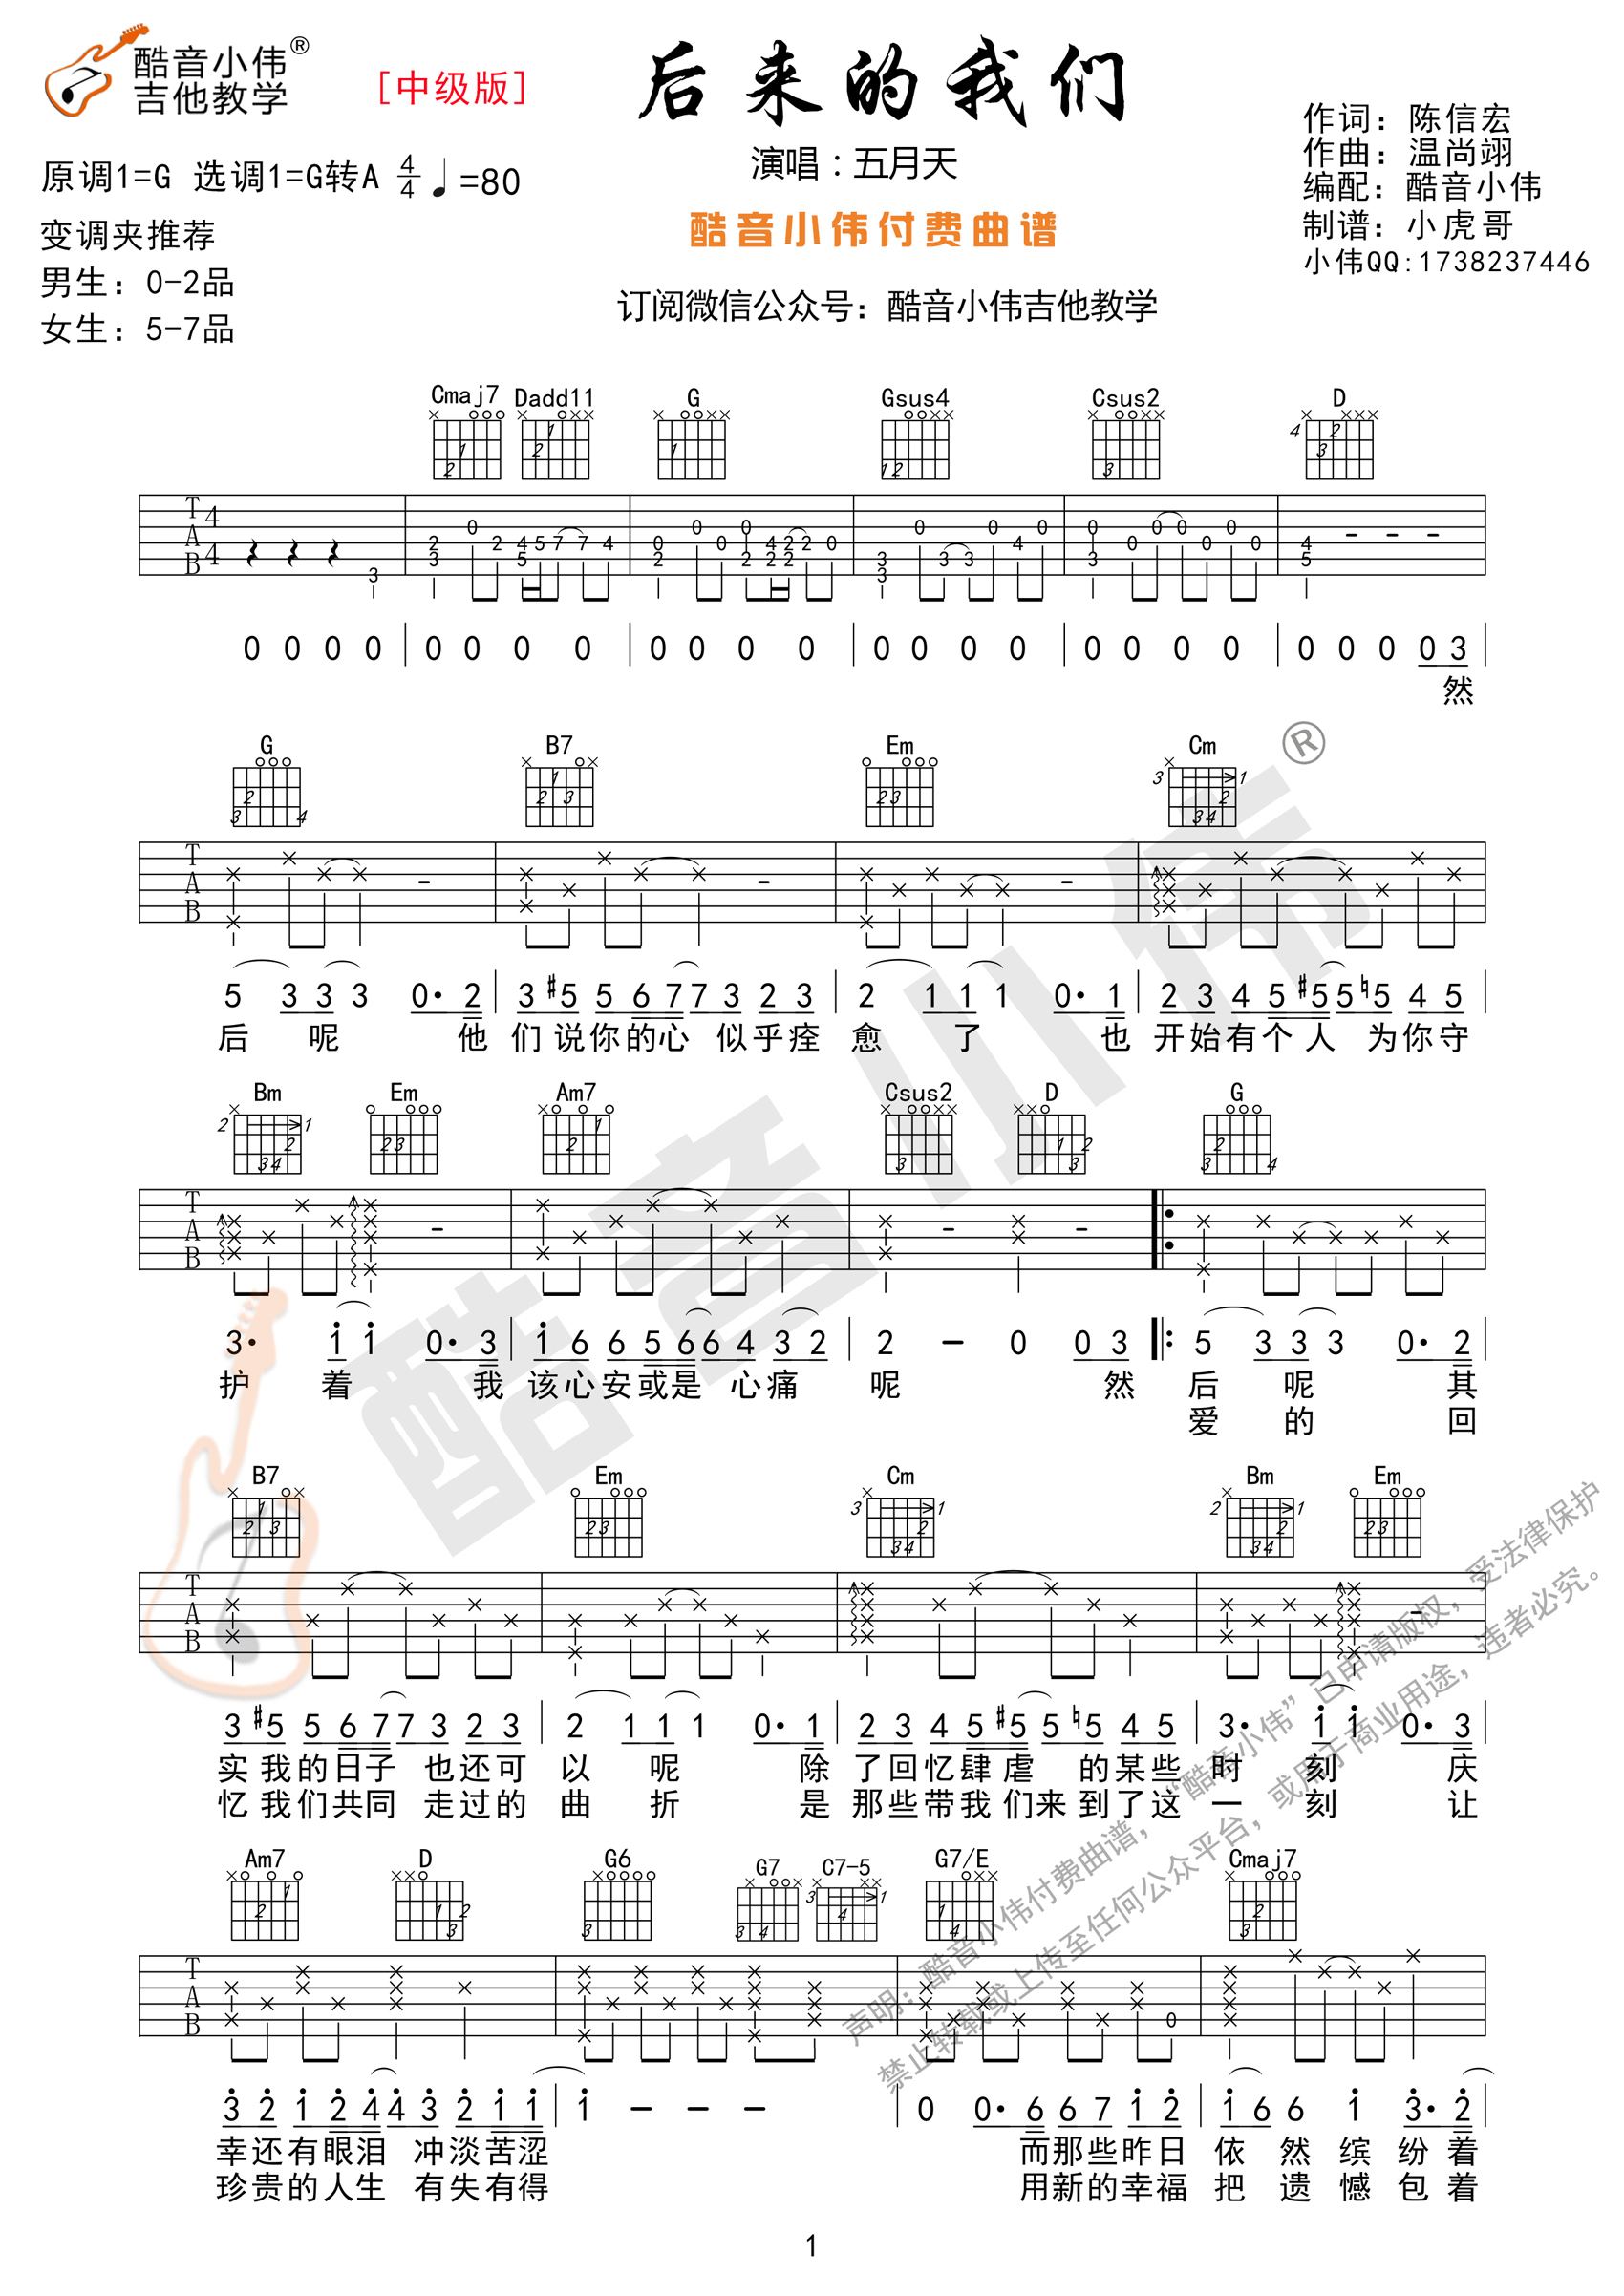 酷音小伟®
吉他教学
[中级版]
后来的我们
演唱：五月天
酷音小伟付费曲谱
订阅微信公众号：酷音小伟吉他教学
作词：陈信宏
作曲：温尚翊
编配：酷音小伟
制谱：小虎哥
小伟QQ:1738237446
原调1=G 选调1=G转A 4/4 ♩=80
变调夹推荐
男生：0-2品
女生：5-7品
Cmaj7 Dadd11 G Gsus4 Csus2 D
0 0 0 0 | 0 0 0 0 | 0 0 0 0 | 0 0 0 0 | 0 0 0 0 | 0 0 0 0 3
然
G B7 Em Cm
5 3 3 3 0· 2 | 3 #5 5 6 7 7 3 2 3 | 2 1 1 1 0· 1 | 2 3 4 5 #5 5 ♮5 4 5
后 呢 他 们 说 你 的 心 似 乎 痊 愈 了 也 开 始 有 个 人 为 你 守
Bm Em Am7 Csus2 D G
3· 1 1 0· 3 | 1 6 6 5 6 6 4 3 2 | 2 — 0 0 3 |: 5 3 3 3 0· 2
护 着 我 该 心 安 或 是 心 痛 呢 然 后 呢 其
爱 的 回
B7 Em Cm Bm Em
3 #5 5 6 7 7 3 2 3 | 2 1 1 1 0· 1 | 2 3 4 5 #5 5 ♮5 4 5 | 3· 1 1 0· 3
实 我 的 日 子 也 还 可 以 呢 除 了 回 忆 肆 虐 的 某 些 时 刻 庆
忆 我 们 共 同 走 过 的 曲 折 是 那 些 带 我 们 来 到 了 这 一 刻 让
Am7 D G6 G7 C7-5 G7/E Cmaj7
3 2 1 2 4 4 3 2 1 1 | 1 — — — | 0 0· 6 6 7 1 2 | 1 6 6 1 3· 2
幸 还 有 眼 泪 冲 淡 苦 涩 而 那 些 昨 日 依 然 缤 纷 着
珍 贵 的 人 生 有 失 有 得 用 新 的 幸 福 把 遗 憾 包 着
酷音小伟®
声明：酷音小伟付费曲谱，“酷音小伟”已申请版权，受法律保护
禁止转载或上传至任何公众平台，或用于商业用途，违者必究。
1